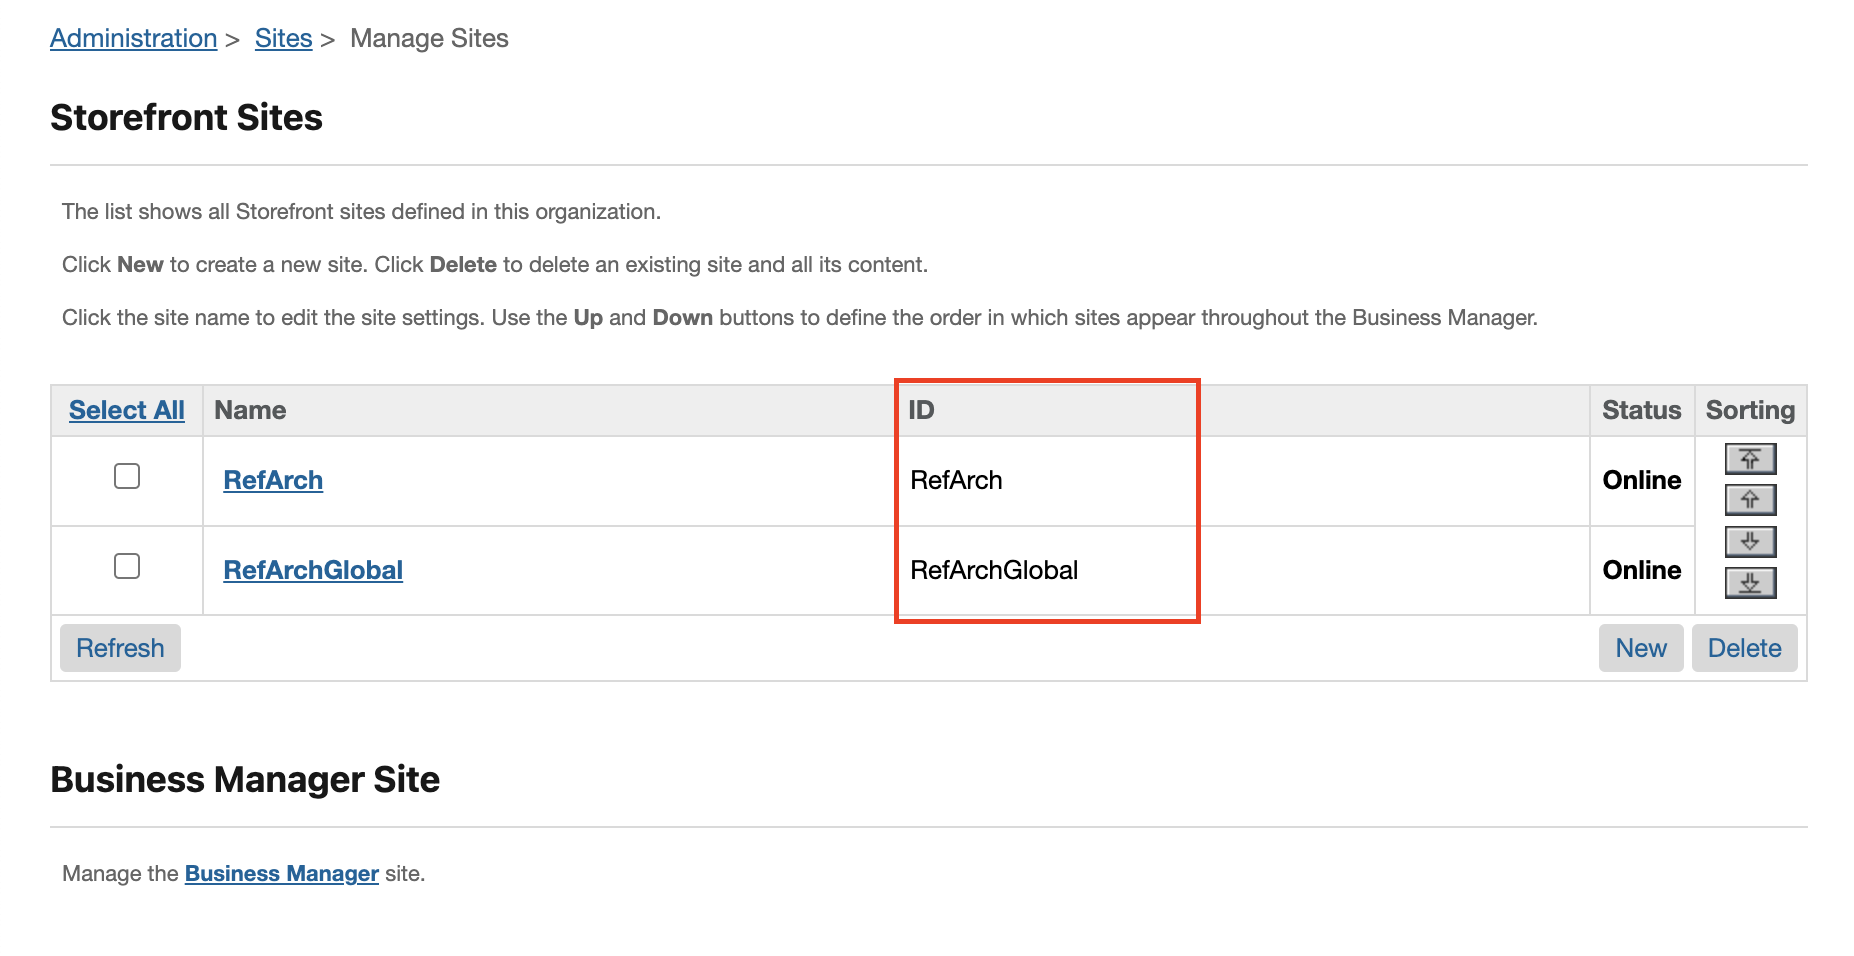 Administration > Sites > Manage Sites
Storefront Sites
The list shows all Storefront sites defined in this organization.
Click New to create a new site. Click Delete to delete an existing site and all its content.
Click the site name to edit the site settings. Use the Up and Down buttons to define the order in which sites appear throughout the Business Manager.
Select All Name ID Status Sorting
RefArch RefArch Online
RefArchGlobal RefArchGlobal Online
Refresh New Delete
Business Manager Site
Manage the Business Manager site.